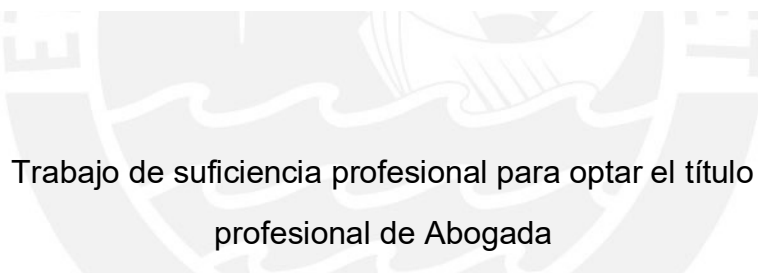 Trabajo de suficiencia profesional para optar el título
profesional de Abogada